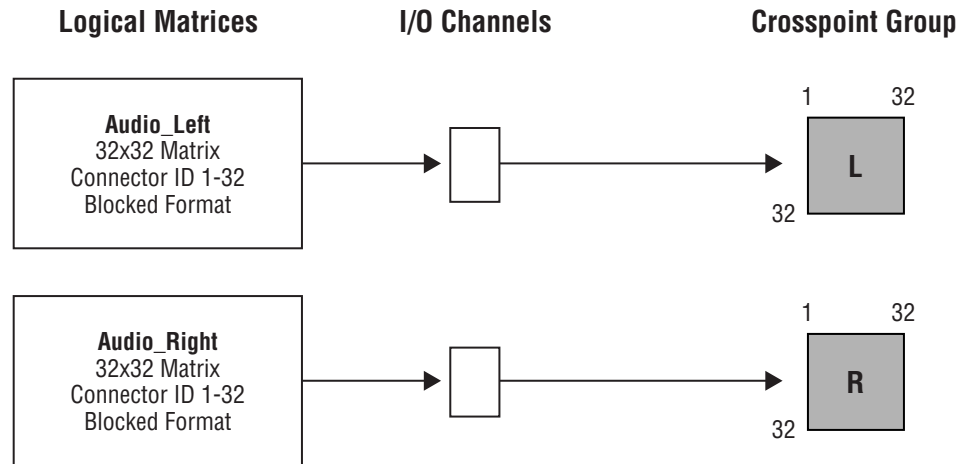 Logical Matrices I/O Channels Crosspoint Group
Audio_Left
32x32 Matrix
Connector ID 1-32
Blocked Format
1 32
L
32
Audio_Right
32x32 Matrix
Connector ID 1-32
Blocked Format
1 32
R
32